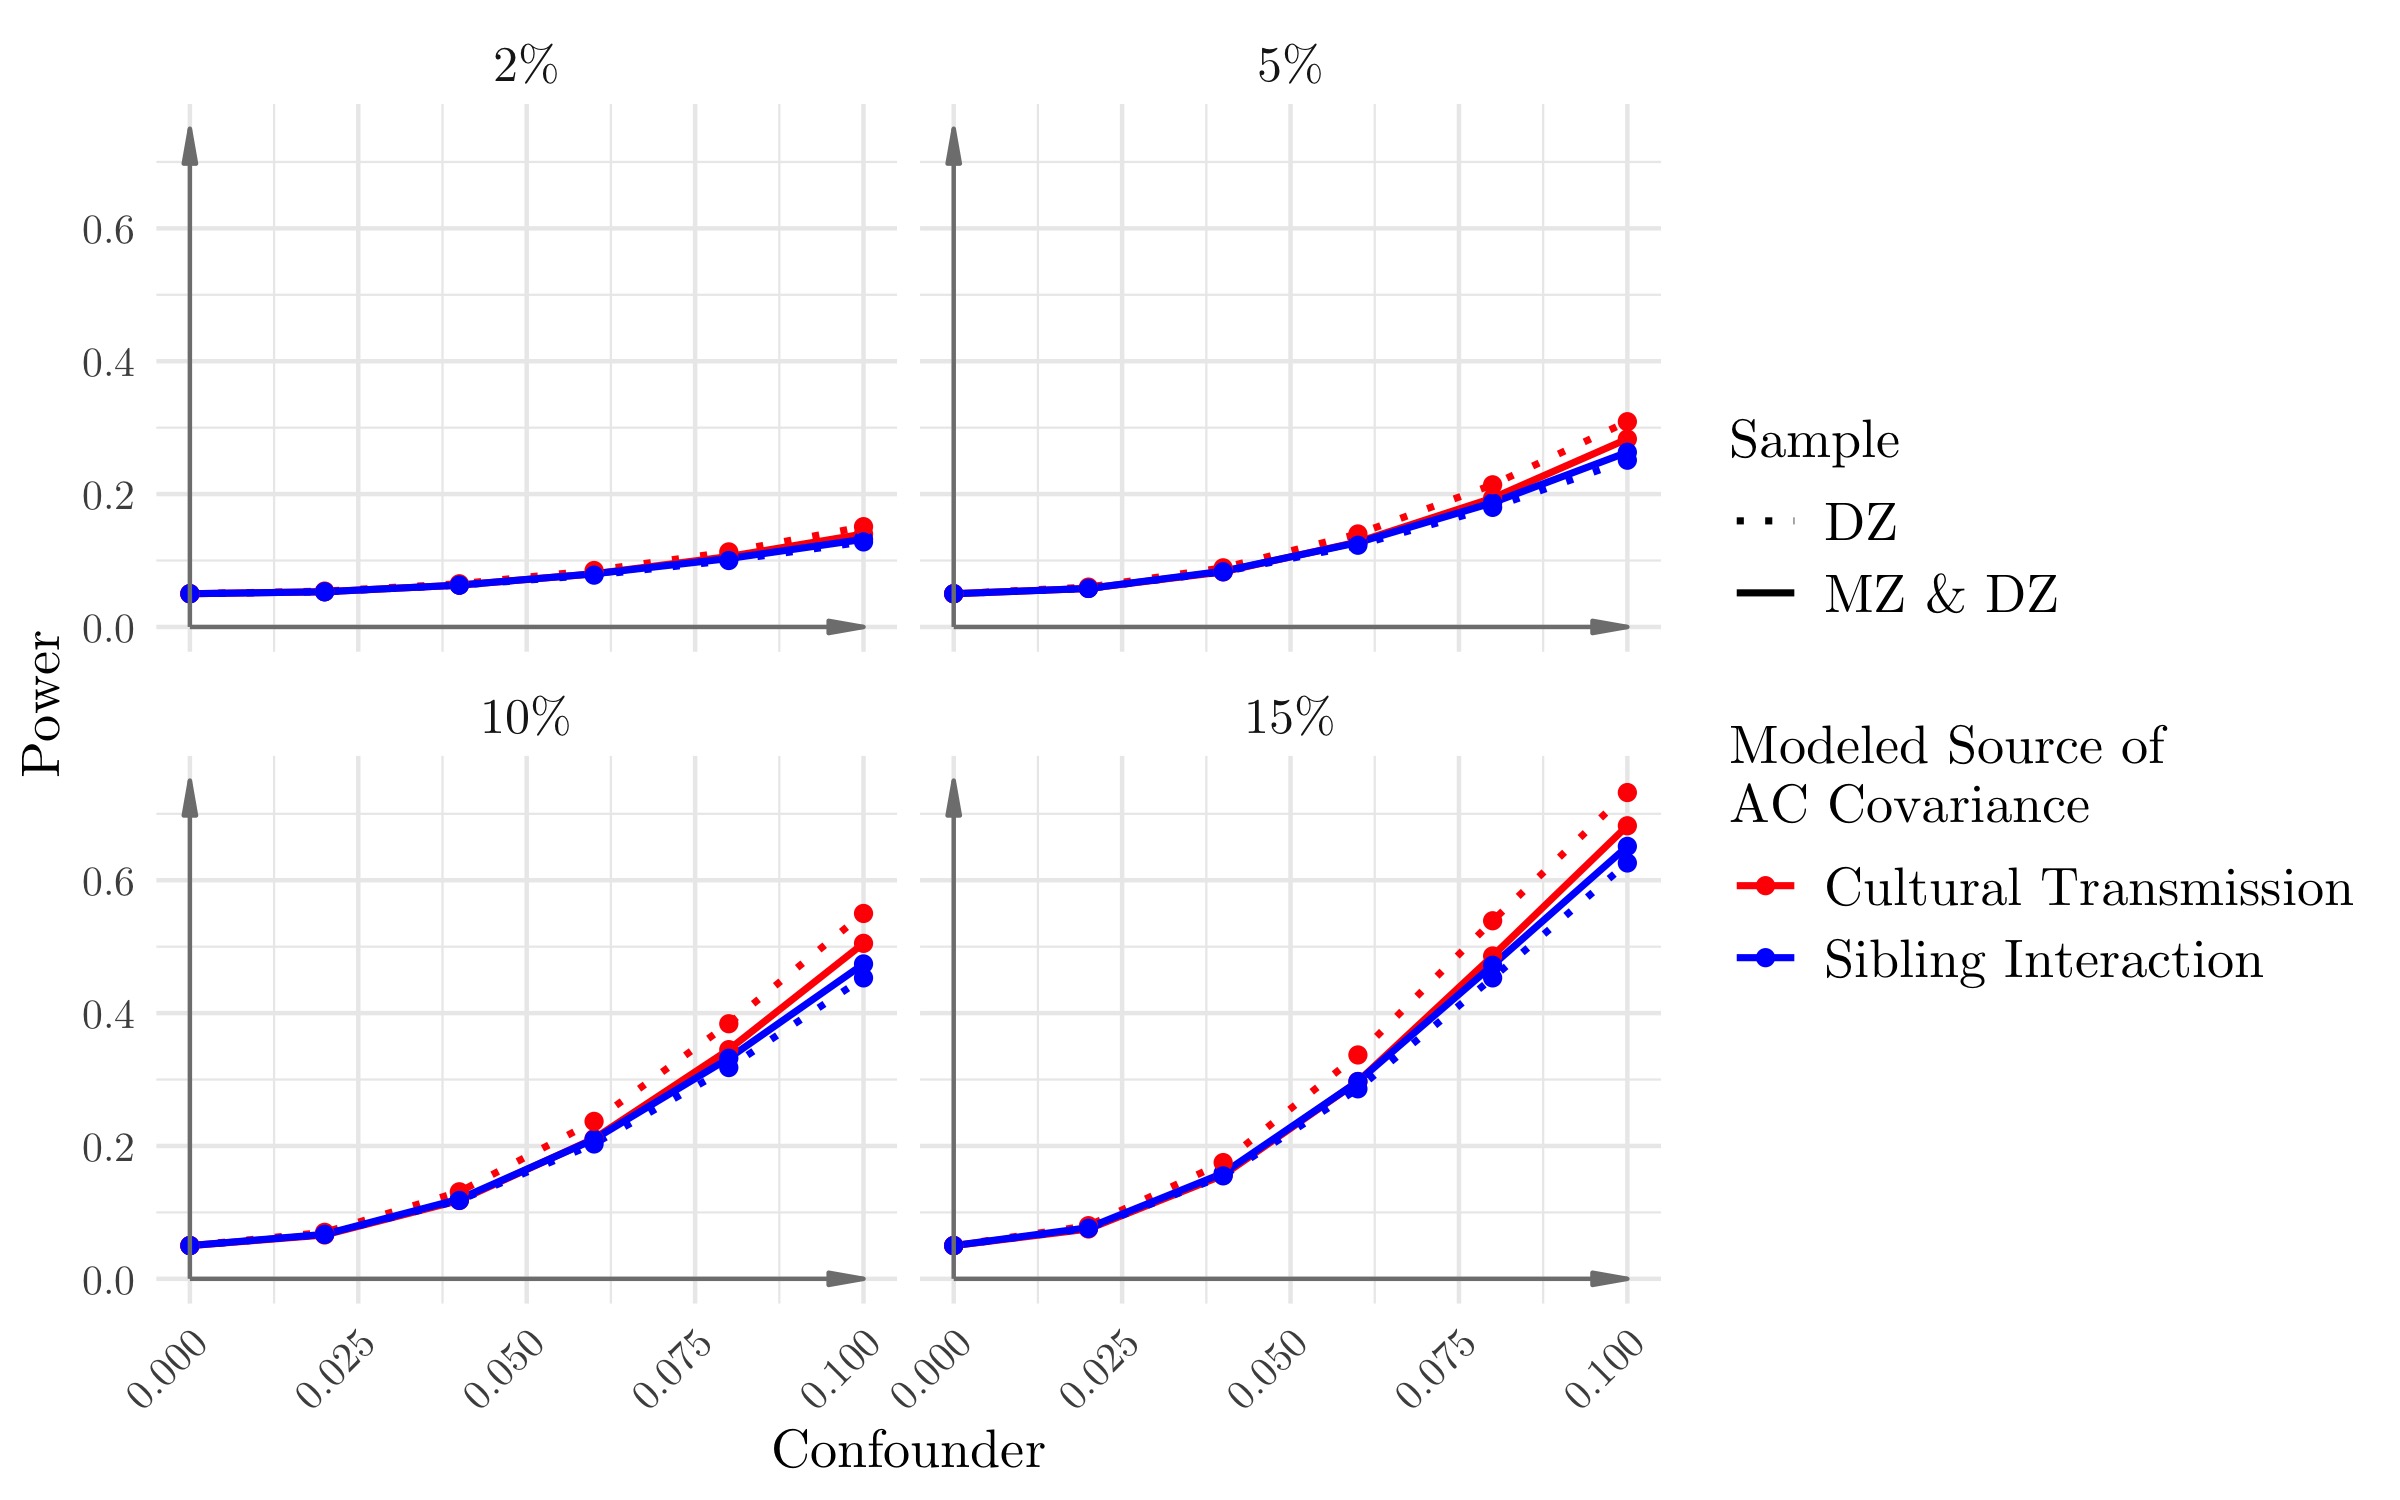 2%
5%
0.6
0.4
0.2
0.0
Power
10%
15%
0.6
0.4
0.2
0.0
0.000
0.025
0.050
0.075
0.100
0.000
0.025
0.050
0.075
0.100
Confounder
Sample
DZ
MZ & DZ
Modeled Source of
AC Covariance
Cultural Transmission
Sibling Interaction